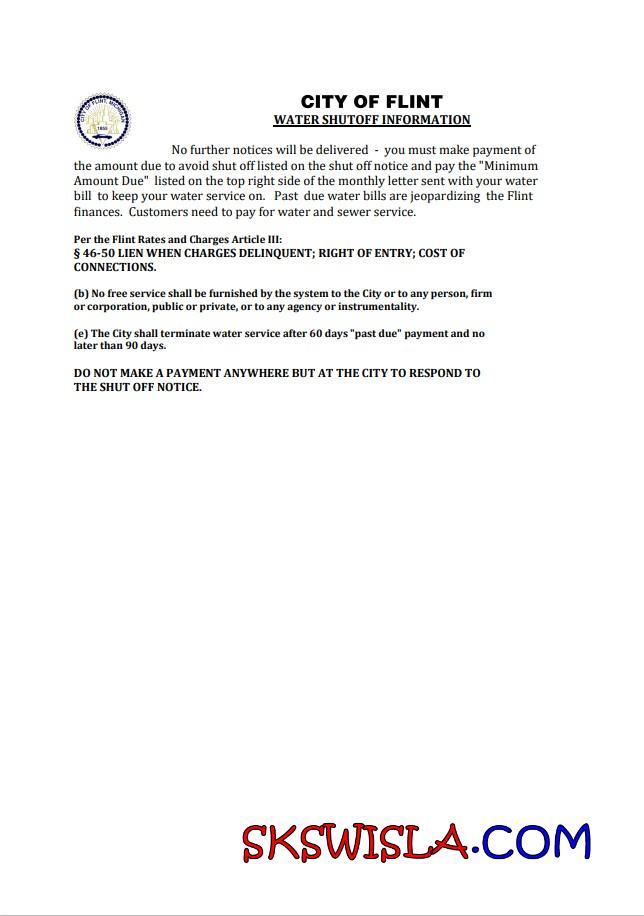 CITY OF FLINT, MICHIGAN
1855
CITY OF FLINT
WATER SHUTOFF INFORMATION
No further notices will be delivered - you must make payment of
the amount due to avoid shut off listed on the shut off notice and pay the "Minimum
Amount Due" listed on the top right side of the monthly letter sent with your water
bill to keep your water service on. Past due water bills are jeopardizing the Flint
finances. Customers need to pay for water and sewer service.
Per the Flint Rates and Charges Article III:
§ 46-50 LIEN WHEN CHARGES DELINQUENT; RIGHT OF ENTRY; COST OF
CONNECTIONS.
(b) No free service shall be furnished by the system to the City or to any person, firm
or corporation, public or private, or to any agency or instrumentality.
(e) The City shall terminate water service after 60 days "past due" payment and no
later than 90 days.
DO NOT MAKE A PAYMENT ANYWHERE BUT AT THE CITY TO RESPOND TO
THE SHUT OFF NOTICE.
SKSWISLA.COM